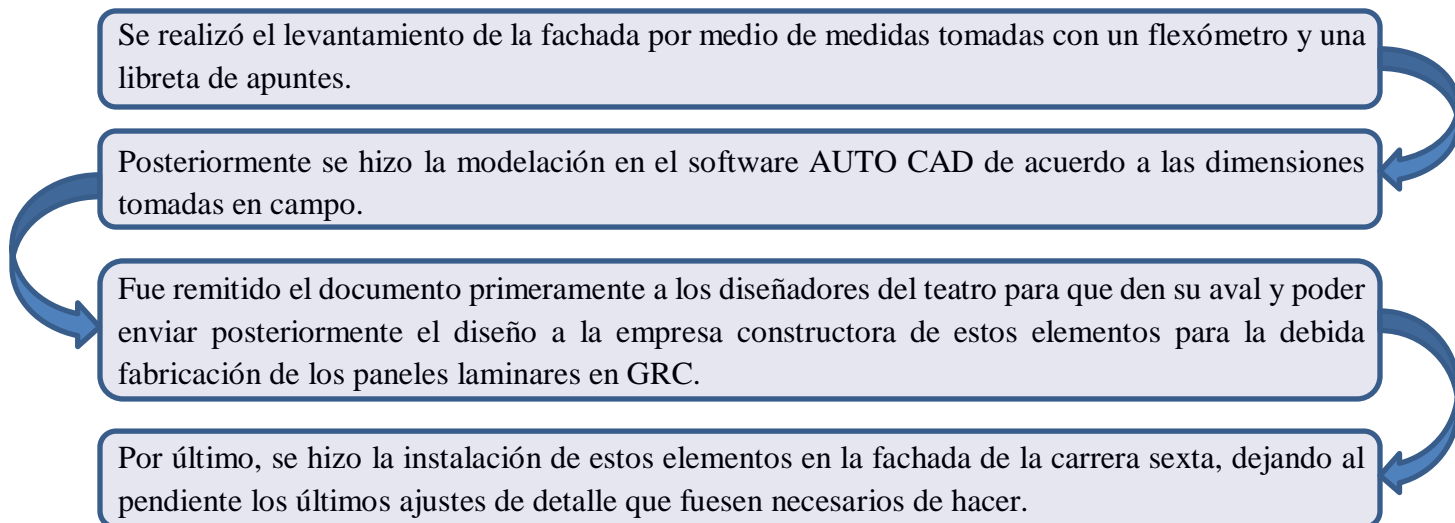 Se realizó el levantamiento de la fachada por medio de medidas tomadas con un flexómetro y una
libreta de apuntes.
Posteriormente se hizo la modelación en el software AUTO CAD de acuerdo a las dimensiones
tomadas en campo.
Fue remitido el documento primeramente a los diseñadores del teatro para que den su aval y poder
enviar posteriormente el diseño a la empresa constructora de estos elementos para la debida
fabricación de los paneles laminares en GRC.
Por último, se hizo la instalación de estos elementos en la fachada de la carrera sexta, dejando al
pendiente los últimos ajustes de detalle que fuesen necesarios de hacer.